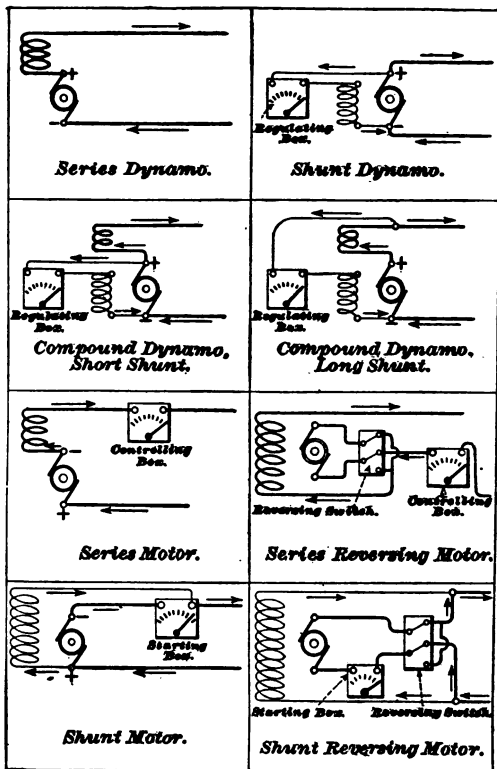 Regulating
Box.
Series Dynamo.
Shunt Dynamo.
Regulating
Box.
Regulating
Box.
Compound Dynamo,
Short Shunt.
Compound Dynamo,
Long Shunt.
Controlling
Box.
Reversing Switch.
Controlling
Box.
Series Motor.
Series Reversing Motor.
Starting
Box.
Starting Box.
Reversing Switch.
Shunt Motor.
Shunt Reversing Motor.